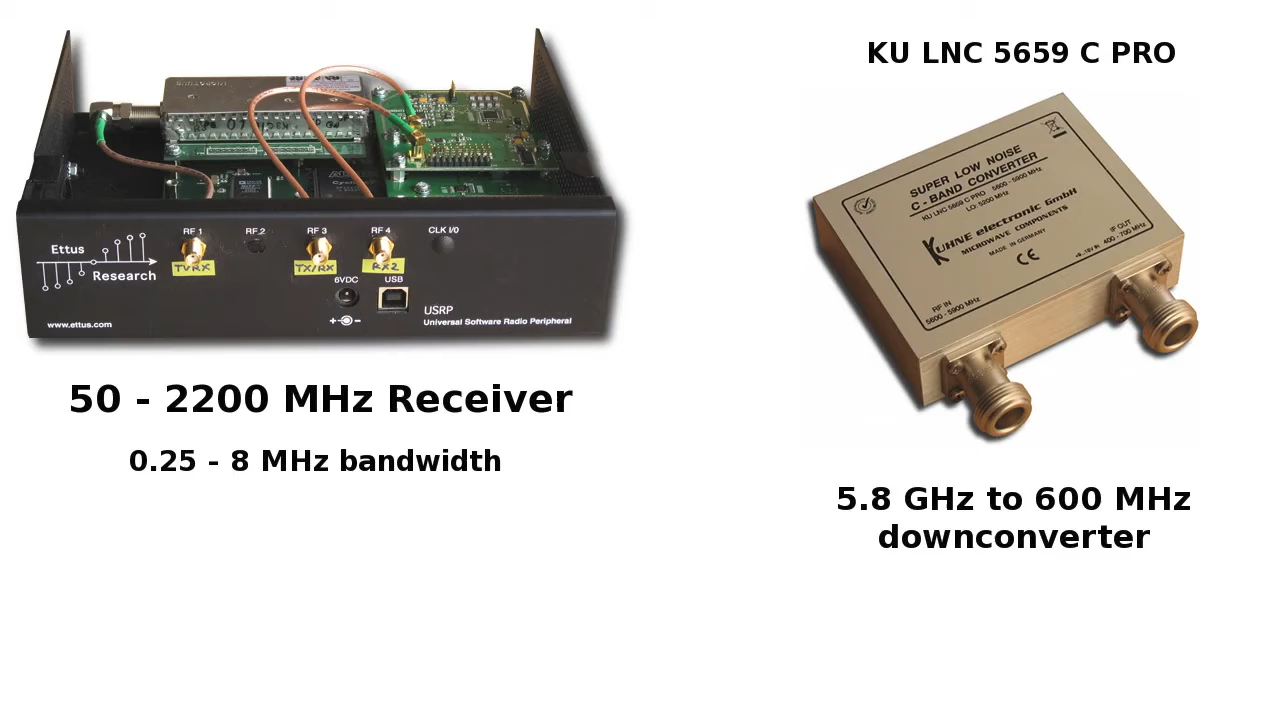 KU LNC 5659 C PRO
RF 1
RF 2
RF 3
RF 4
CLK I/0
TVRX
TX/RX
RX2
Ettus
Research
6VDC
USB
USRP
Universal Software Radio Peripheral
www.ettus.com
50 - 2200 MHz Receiver
0.25 - 8 MHz bandwidth
SUPER LOW NOISE
C - BAND CONVERTER
KU LNC 5659 C PRO 5600 - 5900 MHz
LO: 5200 MHz
KUHNE electronic GmbH
MICROWAVE COMPONENTS
MADE IN GERMANY
CE
IF OUT
400 - 700 MHz
RF IN
5600 - 5900 MHz
5.8 GHz to 600 MHz
downconverter